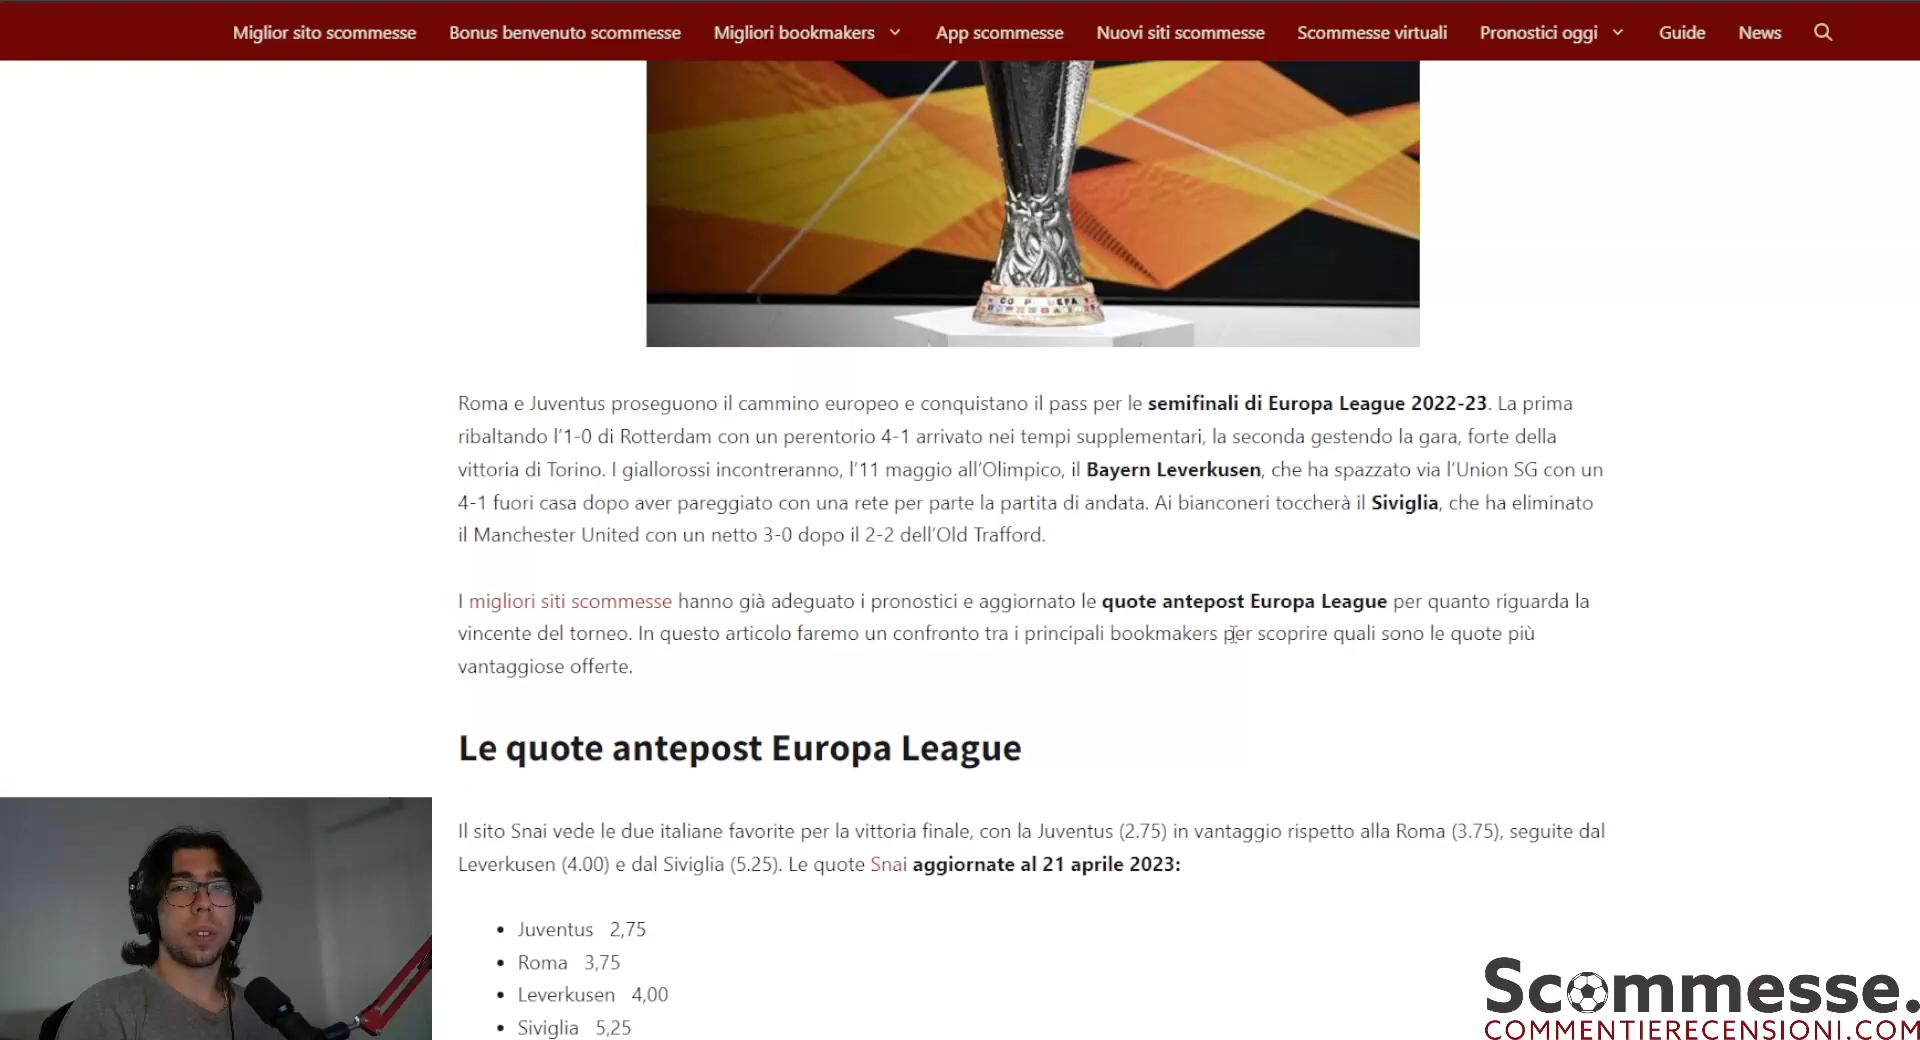 Miglior sito scommesse Bonus benvenuto scommesse Migliori bookmakers App scommesse Nuovi siti scommesse Scommesse virtuali Pronostici oggi Guide News
CO P UEFA
Roma e Juventus proseguono il cammino europeo e conquistano il pass per le semifinali di Europa League 2022-23. La prima
ribaltando l'1-0 di Rotterdam con un perentorio 4-1 arrivato nei tempi supplementari, la seconda gestendo la gara, forte della
vittoria di Torino. I giallorossi incontreranno, l'11 maggio all'Olimpico, il Bayern Leverkusen, che ha spazzato via l'Union SG con un
4-1 fuori casa dopo aver pareggiato con una rete per parte la partita di andata. Ai bianconeri toccherà il Siviglia, che ha eliminato
il Manchester United con un netto 3-0 dopo il 2-2 dell'Old Trafford.
I migliori siti scommesse hanno già adeguato i pronostici e aggiornato le quote antepost Europa League per quanto riguarda la
vincente del torneo. In questo articolo faremo un confronto tra i principali bookmakers per scoprire quali sono le quote più
vantaggiose offerte.
Le quote antepost Europa League
Il sito Snai vede le due italiane favorite per la vittoria finale, con la Juventus (2.75) in vantaggio rispetto alla Roma (3.75), seguite dal
Leverkusen (4.00) e dal Siviglia (5.25). Le quote Snai aggiornate al 21 aprile 2023:
• Juventus 2,75
• Roma 3,75
• Leverkusen 4,00
• Siviglia 5,25
Scommesse.
COMMENTIERECENSIONI.COM